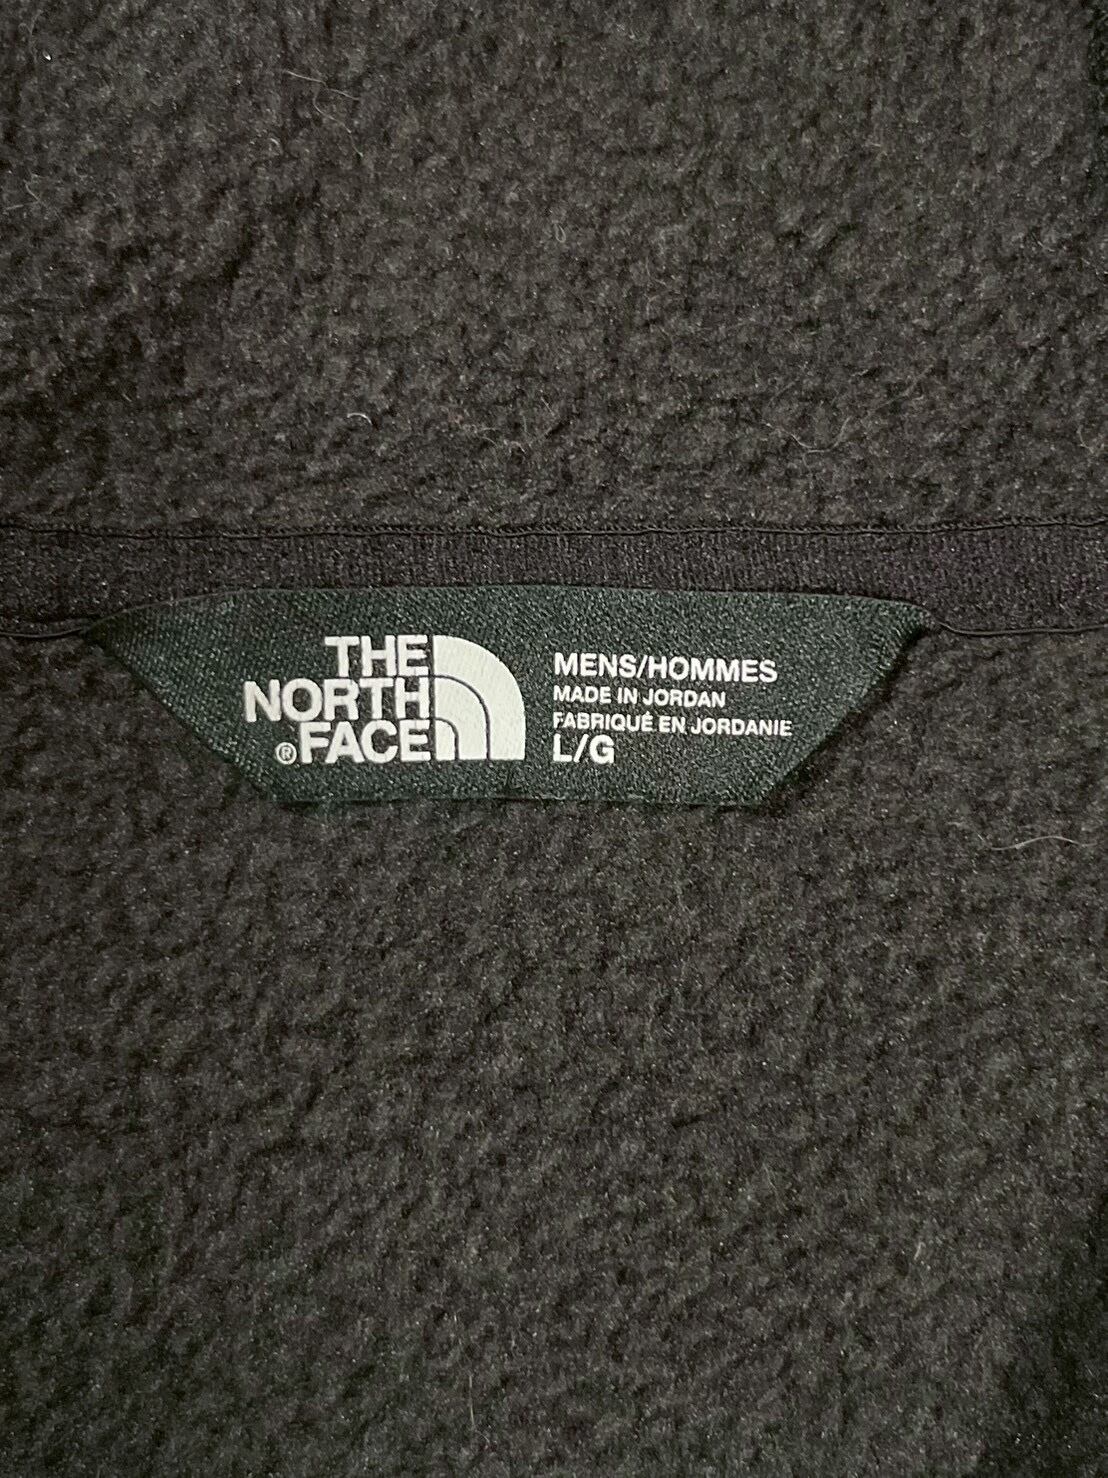 THE
NORTH
®FACE
MENS/HOMMES
MADE IN JORDAN
FABRIQUÉ EN JORDANIE
L/G